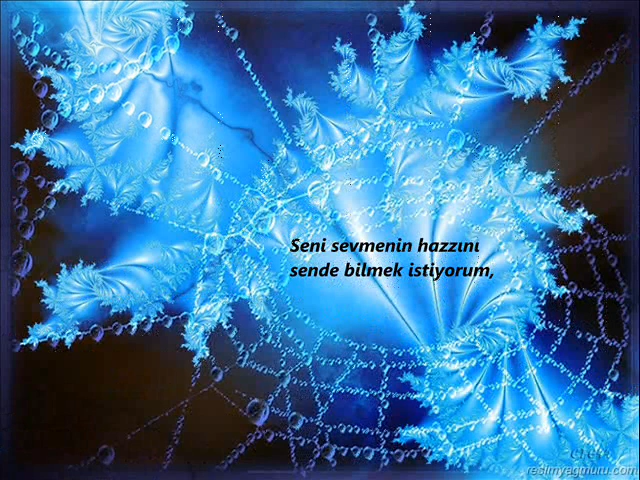 Seni sevmenin hazzını
sende bilmek istiyorum,
resimyagmuru.com